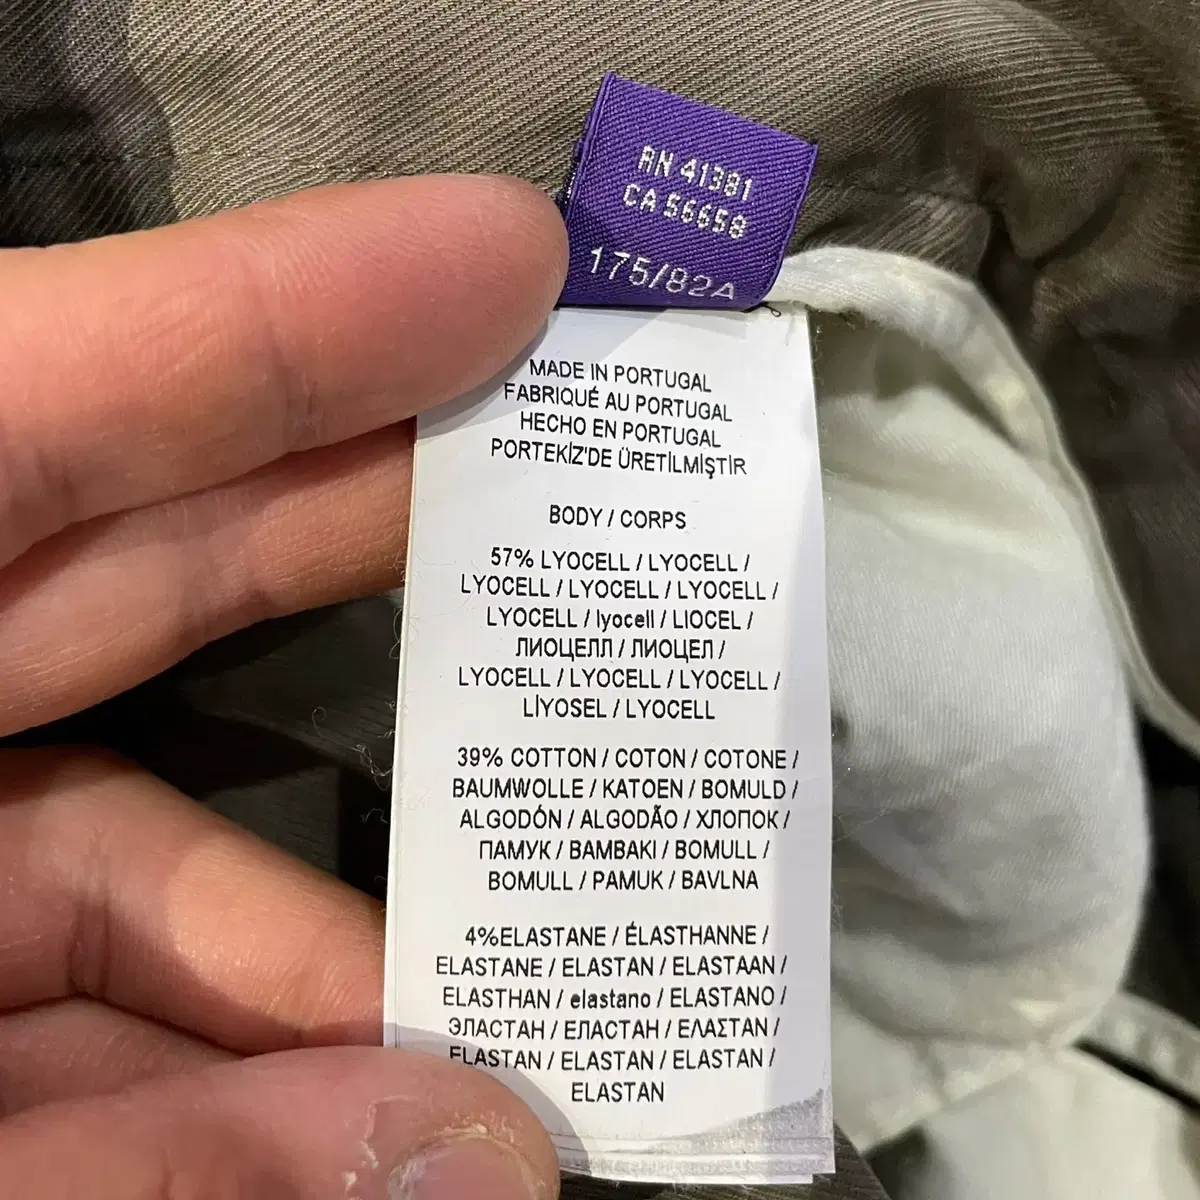 RN 41381
CA 56658
175/82A
MADE IN PORTUGAL
FABRIQUÉ AU PORTUGAL
HECHO EN PORTUGAL
PORTEKİZ'DE ÜRETİLMİŞTİR
BODY / CORPS
57% LYOCELL / LYOCELL /
LYOCELL / LYOCELL / LYOCELL /
LYOCELL / lyocell / LIOCEL /
ЛИОЦЕЛЛ / ЛИОЦЕЛ /
LYOCELL / LYOCELL / LYOCELL /
LİYOSEL / LYOCELL
39% COTTON / COTON / COTONE /
BAUMWOLLE / KATOEN / BOMULD /
ALGODÓN / ALGODÃO / ХЛОПОК /
ПАМУК / BAMBAKI / BOMULL /
BOMULL / PAMUK / BAVLNA
4%ELASTANE / ÉLASTHANNE /
ELASTANE / ELASTAN / ELASTAAN /
ELASTHAN / elastano / ELASTANO /
ЭЛАСТАН / ЕЛАСТАН / ΕΛΑΣΤΑΝ /
ELASTAN / ELASTAN / ELASTAN /
ELASTAN